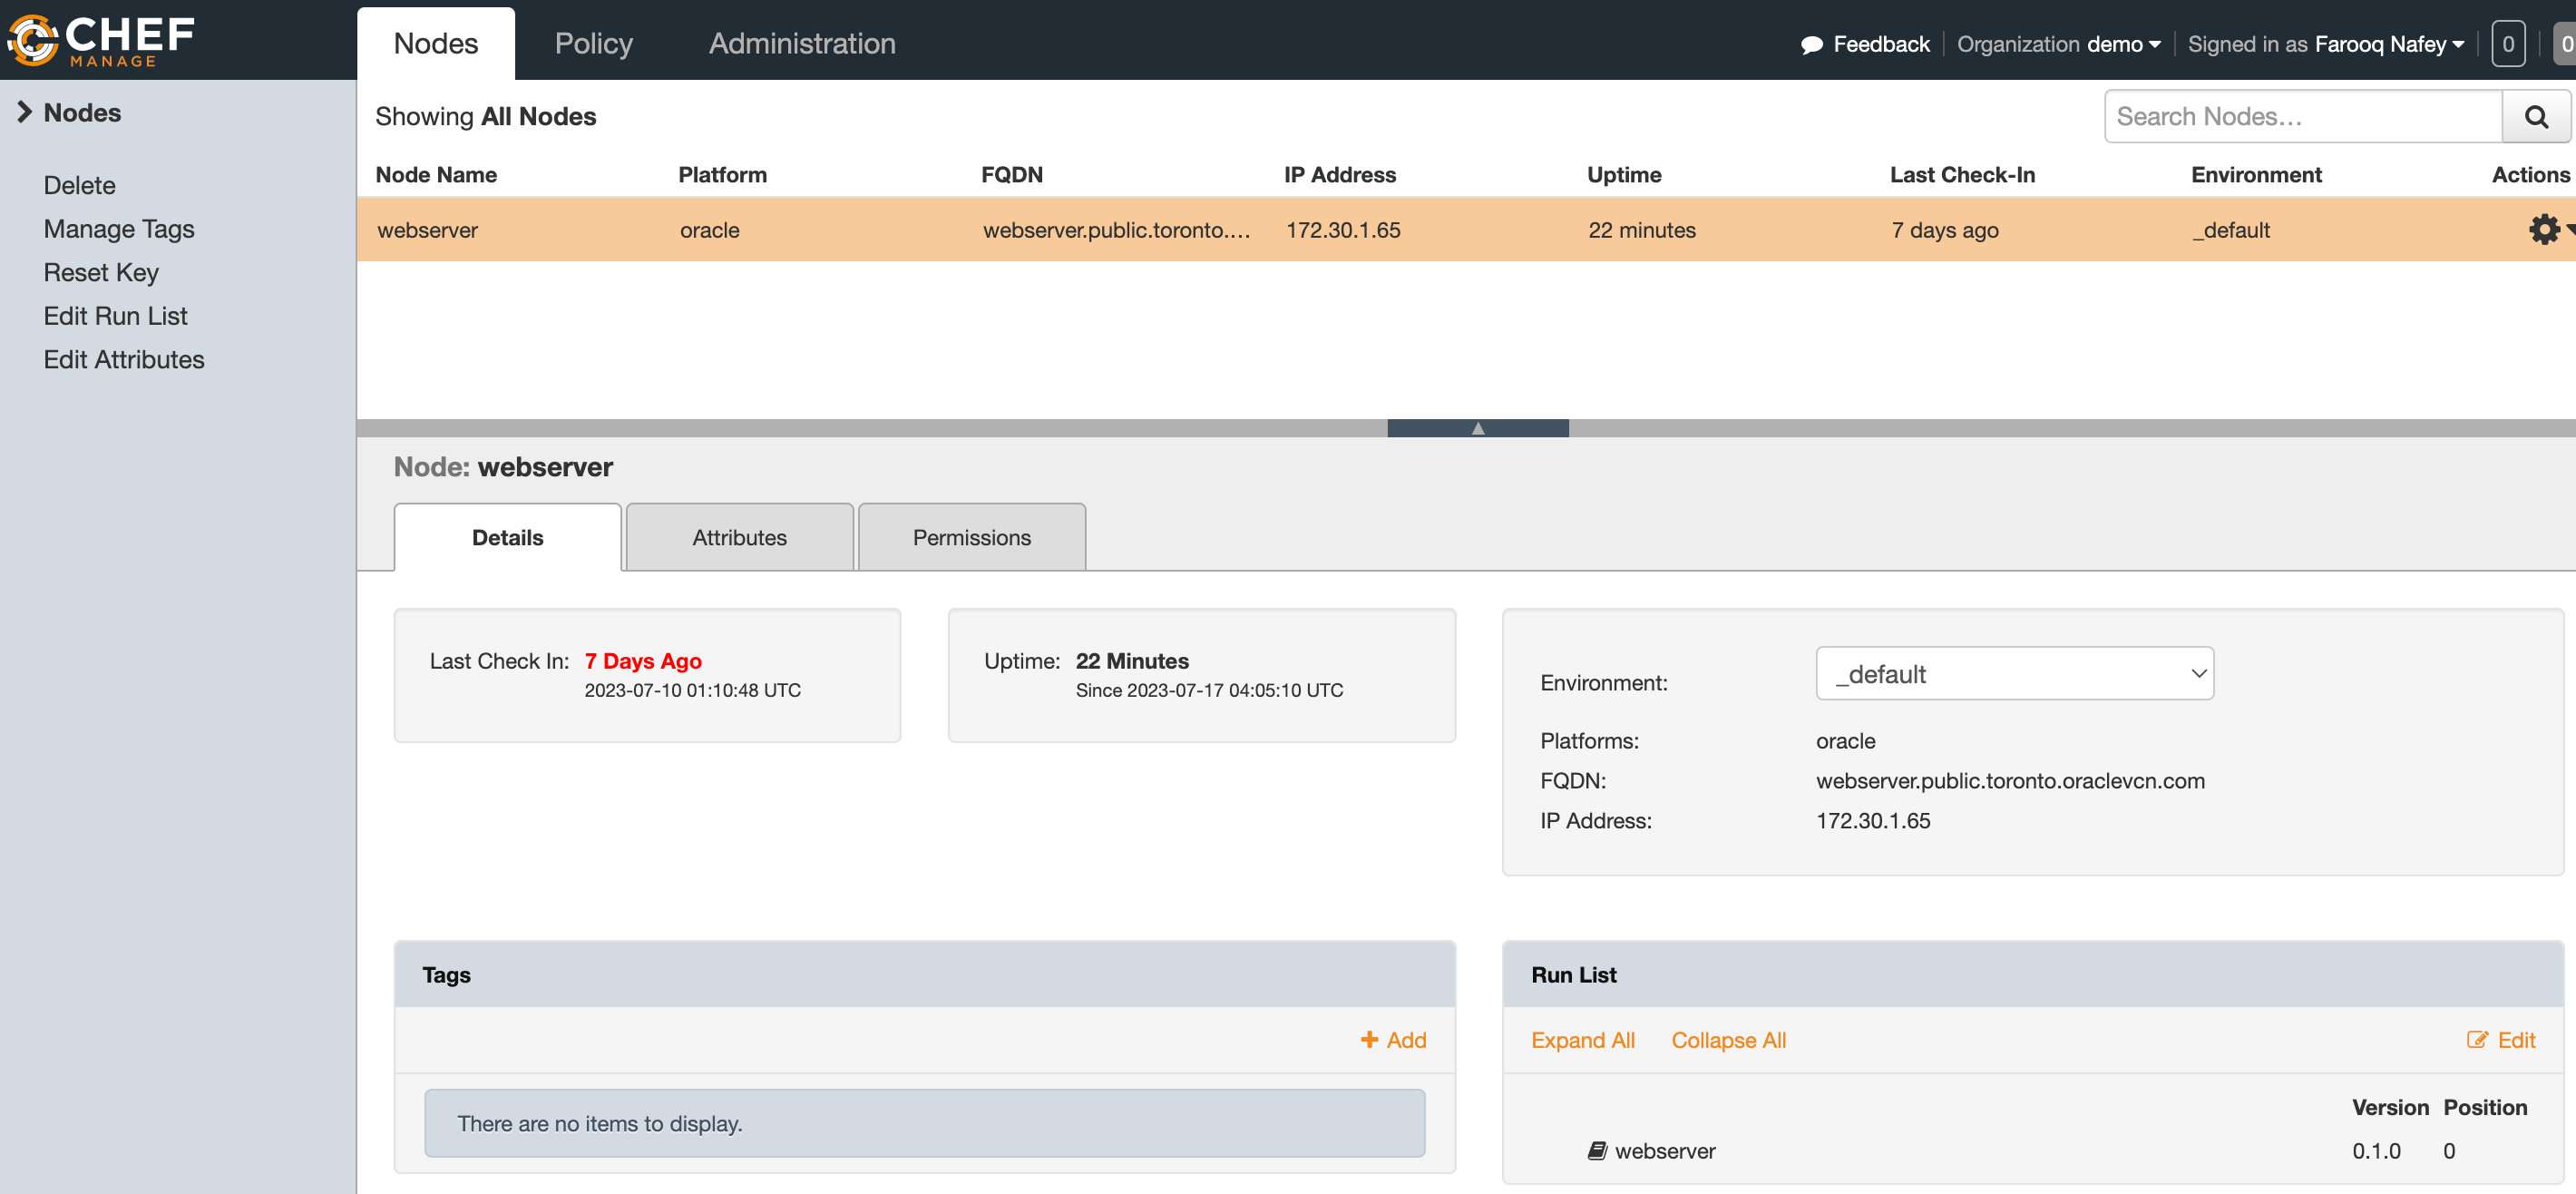 CHEF
MANAGE
Nodes Policy Administration Feedback Organization demo Signed in as Farooq Nafey 0 0
Nodes
Delete
Manage Tags
Reset Key
Edit Run List
Edit Attributes
Showing All Nodes
Search Nodes…
Node Name Platform FQDN IP Address Uptime Last Check-In Environment Actions
webserver oracle webserver.public.toronto.… 172.30.1.65 22 minutes 7 days ago _default
Node: webserver
Details Attributes Permissions
Last Check In: 7 Days Ago
2023-07-10 01:10:48 UTC
Uptime: 22 Minutes
Since 2023-07-17 04:05:10 UTC
Environment: _default
Platforms: oracle
FQDN: webserver.public.toronto.oraclevcn.com
IP Address: 172.30.1.65
Tags
Add
There are no items to display.
Run List
Expand All Collapse All Edit
Version Position
webserver 0.1.0 0